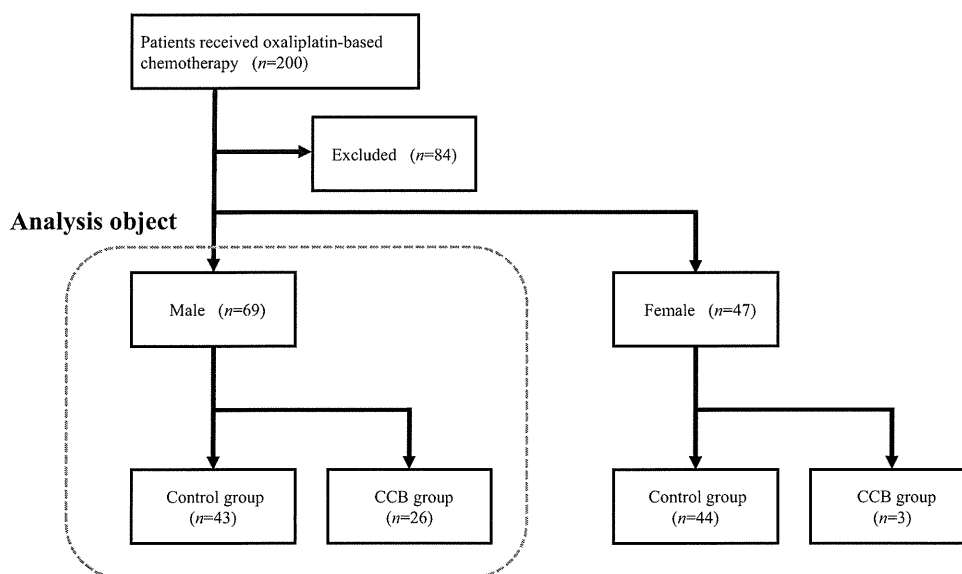 Patients received oxaliplatin-based
chemotherapy (n=200)
Excluded (n=84)
Analysis object
Male (n=69)
Female (n=47)
Control group
(n=43)
CCB group
(n=26)
Control group
(n=44)
CCB group
(n=3)